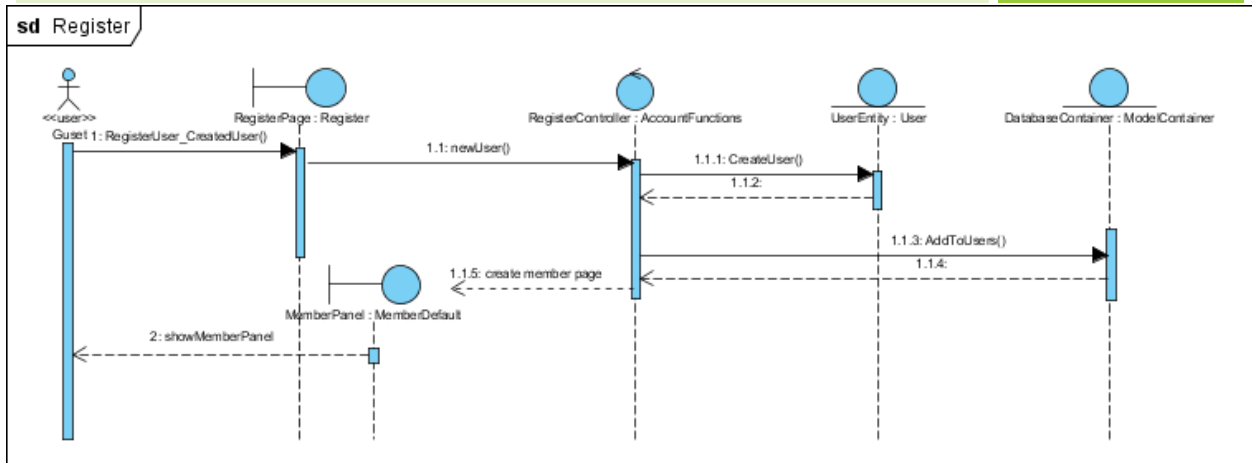 sd Register
<<user>>
Guset
RegisterPage : Register
RegisterController : AccountFunctions
UserEntity : User
DatabaseContainer : ModelContainer
1: RegisterUser_CreatedUser()
1.1: newUser()
1.1.1: CreateUser()
1.1.2:
1.1.3: AddToUsers()
1.1.4:
1.1.5: create member page
MemberPanel : MemberDefault
2: showMemberPanel